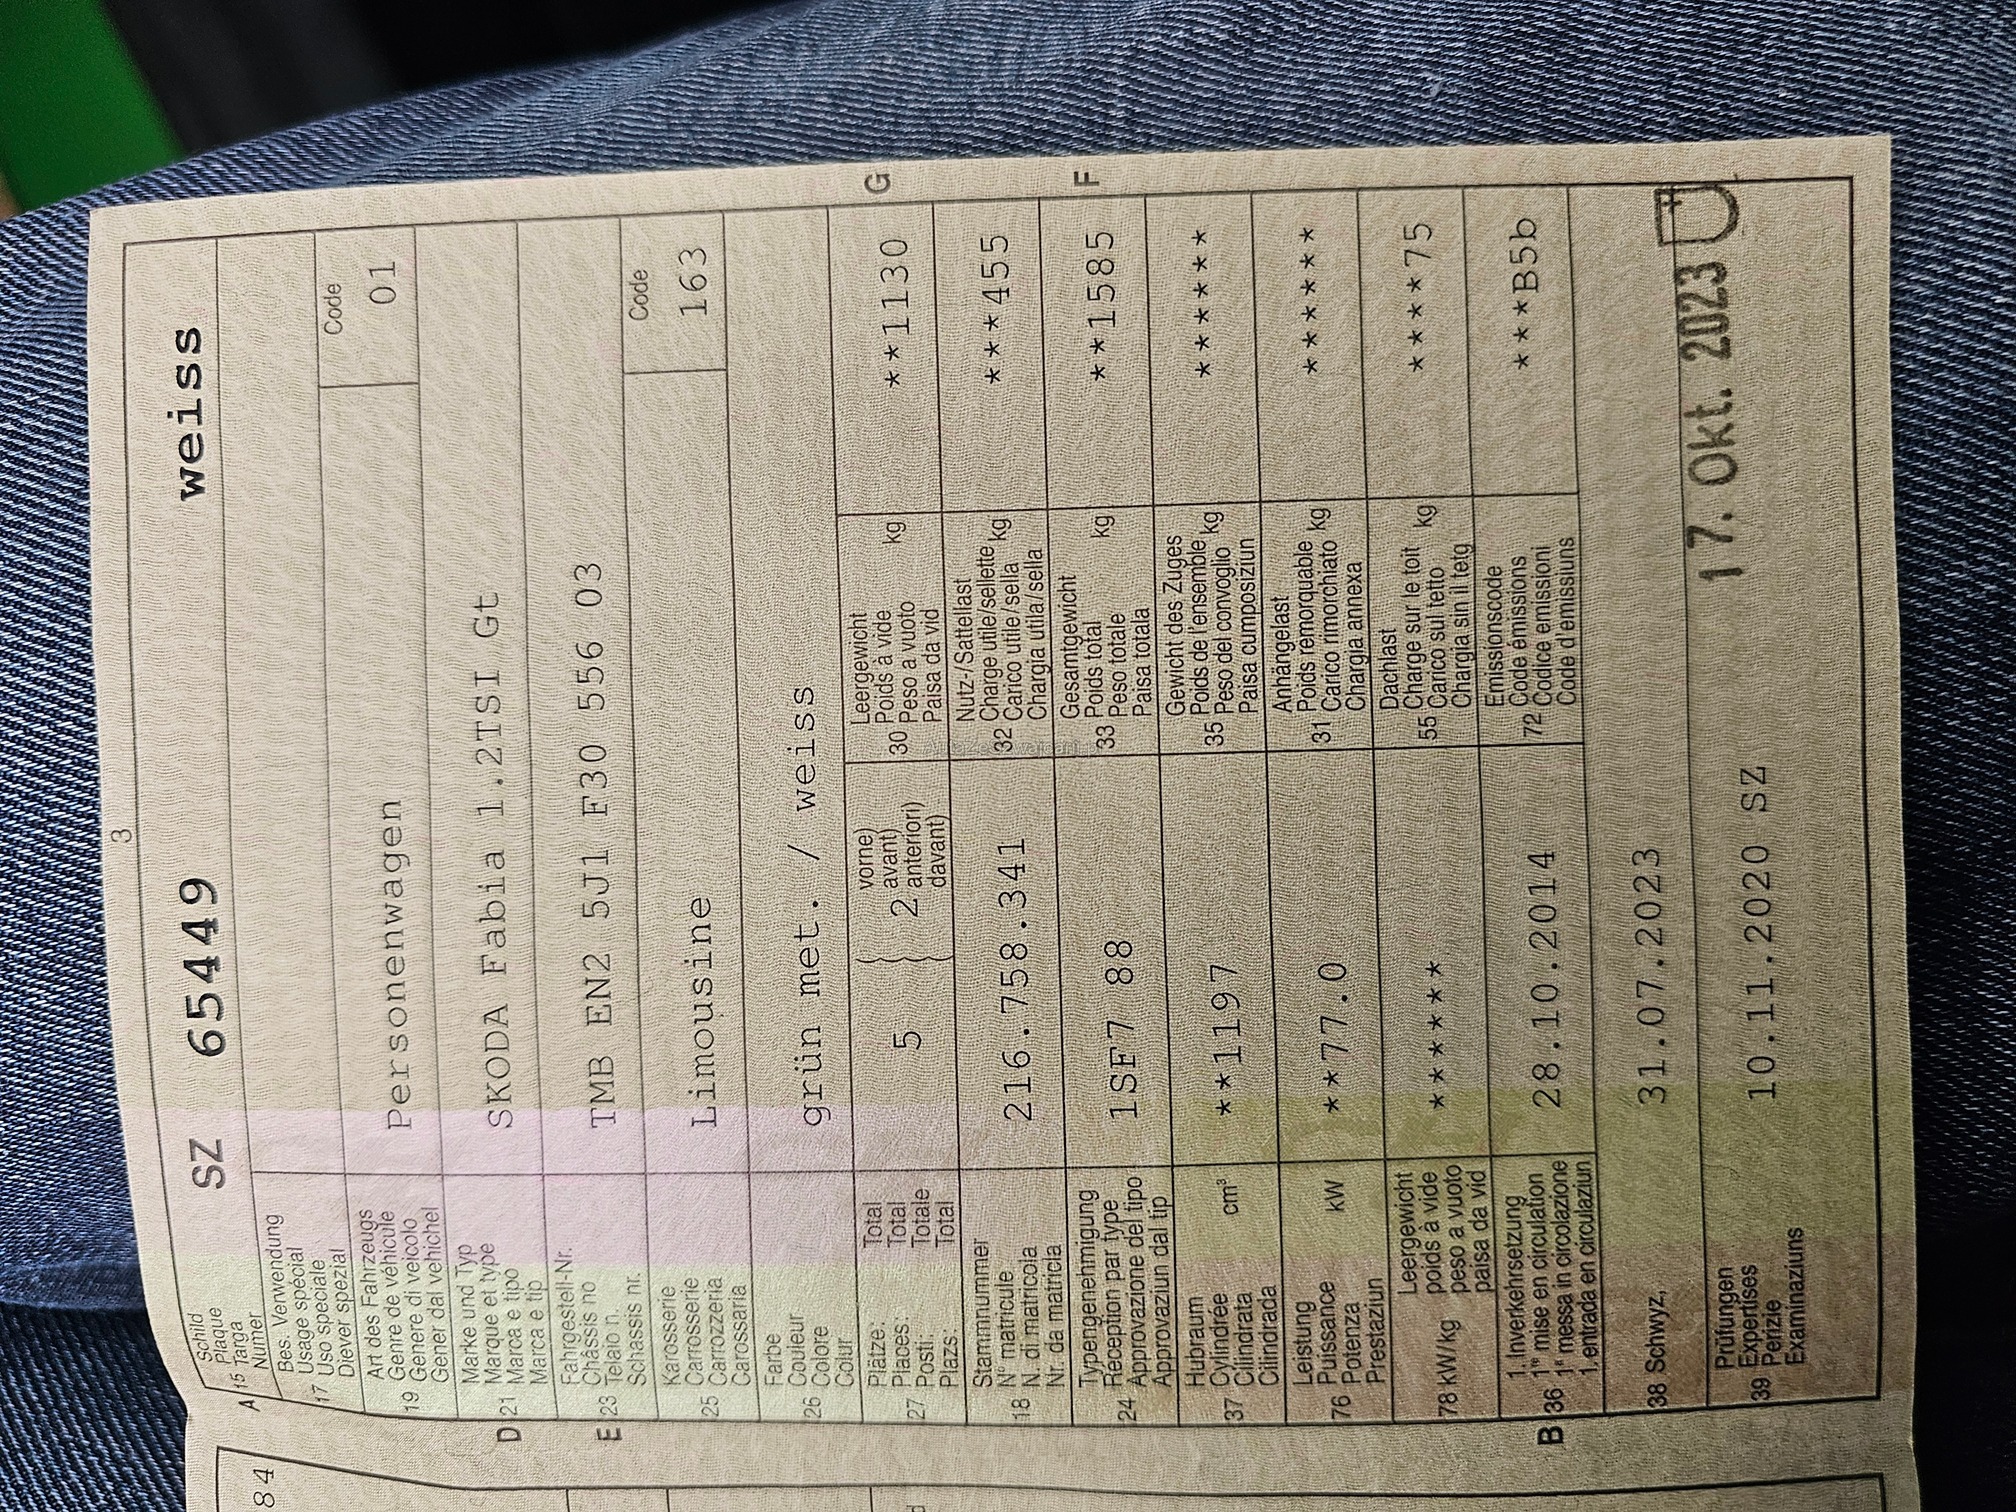 3
Schild
Plaque
A 15 Targa
Numer
SZ 65449 weiss
Bes. Verwendung
Usage spécial
17 Uso speciale
Diever spezial
Art des Fahrzeugs
Genre de véhicule
19 Genere di veicolo
Gener dal vehichel
Personenwagen
Code
01
Marke und Typ
Marque et type
D 21 Marca e tipo
Marca e tip
SKODA Fabia 1.2TSI Gt
Fahrgestell-Nr.
Châssis no
E 23 Telaio n.
Schassis nr.
TMB EN2 5J1 F30 556 03
Karosserie
Carrosserie
25 Carrozzeria
Carossaria
Limousine
Code
163
Farbe
Couleur
26 Colore
Colur
grün met. / weiss
Plätze: Total
Places: Total
27 Posti: Totale
Plazs: Total
5
vorne)
avant)
2 anteriori)
davant)
Leergewicht
Poids à vide
30 Peso a vuoto kg
Paisa da vid
**1130
G
Stammnummer
N° matricule
18 N. di matricola
Nr. da matricla
216.758.341
Nutz-/Sattellast
Charge utile/sellette
32 Carico utile/sella kg
Chargia utila/sella
***455
Typengenehmigung
Réception par type
24 Approvazione del tipo
Approvaziun dal tip
1SF7 88
Gesamtgewicht
Poids total
33 Peso totale kg
Paisa totala
**1585
F
Hubraum
Cylindrée
37 Cilindrata cm³
Cilindrada
**1197
Gewicht des Zuges
Poids de l'ensemble
35 Peso del convoglio kg
Paisa cumposiziun
*******
Leistung
Puissance
76 Potenza kW
Prestaziun
**77.0
Anhängelast
Poids remorquable
31 Carico rimorchiato kg
Chargia annexa
*******
Leergewicht
78 kW/kg poids à vide
peso a vuoto
paisa da vid
*******
Dachlast
Charge sur le toit
55 Carico sul tetto kg
Chargia sin il tetg
*****75
1. Inverkehrsetzung
B 36 1re mise en circulation
1a messa in circolazione
1. entrada en circulaziun
28.10.2014
Emissionscode
Code émissions
72 Codice emissioni
Code d'emissiuns
***B5b
38 Schwyz, 31.07.2023
17. Okt. 2023
Prüfungen
Expertises
39 Perizie
Examinaziuns
10.11.2020 SZ
84